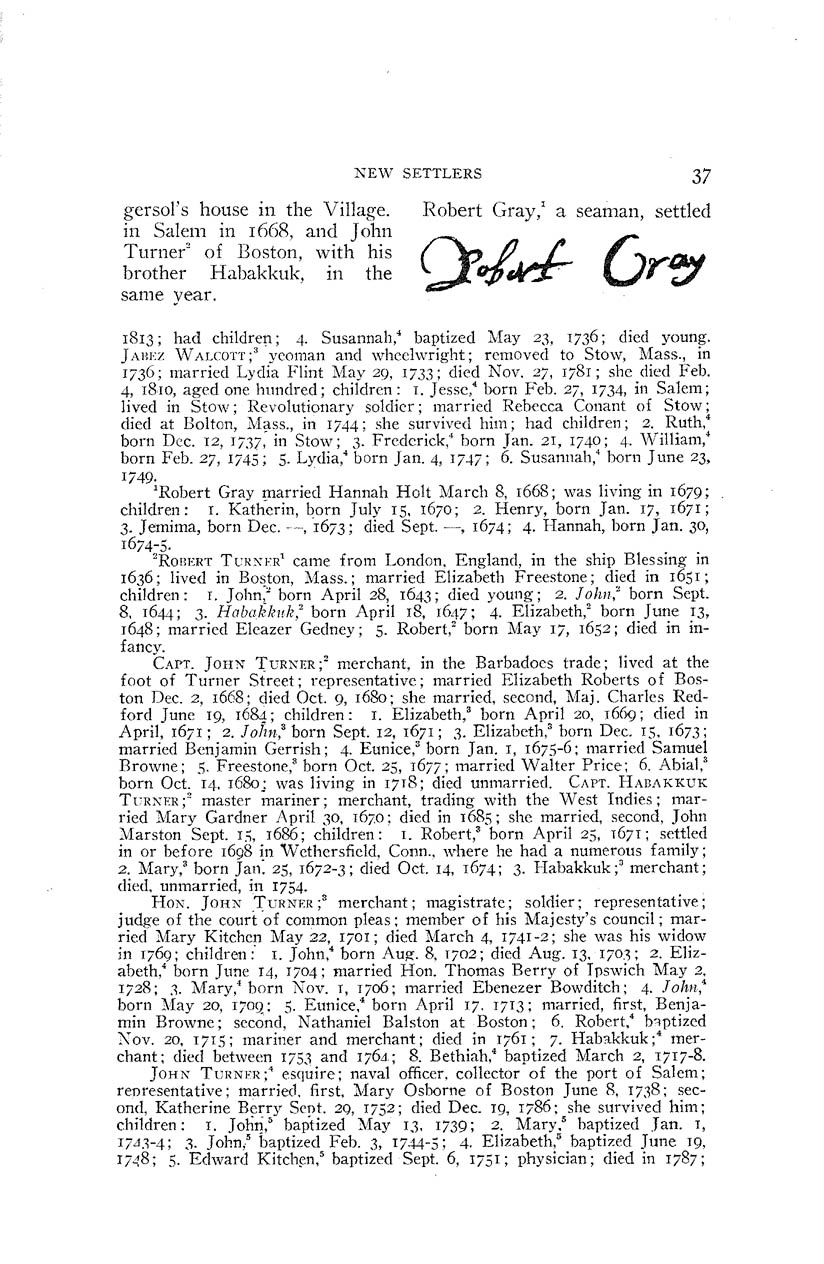 NEW SETTLERS 37
gersol's house in the Village. Robert Gray,¹ a seaman, settled
in Salem in 1668, and John
Turner² of Boston, with his
brother Habakkuk, in the
same year.
Robert Gray
1813; had children; 4. Susannah,⁴ baptized May 23, 1736; died young.
JABEZ WALCOTT;³ yeoman and wheelwright; removed to Stow, Mass., in
1736; married Lydia Flint May 29, 1733; died Nov. 27, 1781; she died Feb.
4, 1810, aged one hundred; children: 1. Jesse,⁴ born Feb. 27, 1734, in Salem;
lived in Stow; Revolutionary soldier; married Rebecca Conant of Stow;
died at Bolton, Mass., in 1744; she survived him; had children; 2. Ruth,⁴
born Dec. 12, 1737, in Stow; 3. Frederick,⁴ born Jan. 21, 1740; 4. William,⁴
born Feb. 27, 1745; 5. Lydia,⁴ born Jan. 4, 1747; 6. Susannah,⁴ born June 23,
1749.
¹Robert Gray married Hannah Holt March 8, 1668; was living in 1679;
children: 1. Katherin, born July 15, 1670; 2. Henry, born Jan. 17, 1671;
3. Jemima, born Dec. —, 1673; died Sept. —, 1674; 4. Hannah, born Jan. 30,
1674-5.
²ROBERT TURNER¹ came from London, England, in the ship Blessing in
1636; lived in Boston, Mass.; married Elizabeth Freestone; died in 1651;
children: 1. John,² born April 28, 1643; died young; 2. John,² born Sept.
8, 1644; 3. Habakkuk,² born April 18, 1647; 4. Elizabeth,² born June 13,
1648; married Eleazer Gedney; 5. Robert,² born May 17, 1652; died in in-
fancy.
CAPT. JOHN TURNER;² merchant, in the Barbadoes trade; lived at the
foot of Turner Street; representative; married Elizabeth Roberts of Bos-
ton Dec. 2, 1668; died Oct. 9, 1680; she married, second, Maj. Charles Red-
ford June 19, 1684; children: 1. Elizabeth,³ born April 20, 1669; died in
April, 1671; 2. John,³ born Sept. 12, 1671; 3. Elizabeth,³ born Dec. 15, 1673;
married Benjamin Gerrish; 4. Eunice,³ born Jan. 1, 1675-6; married Samuel
Browne; 5. Freestone,³ born Oct. 25, 1677; married Walter Price; 6. Abial,³
born Oct. 14, 1680; was living in 1718; died unmarried. CAPT. HABAKKUK
TURNER;² master mariner; merchant, trading with the West Indies; mar-
ried Mary Gardner April 30, 1670; died in 1685; she married, second, John
Marston Sept. 15, 1686; children: 1. Robert,³ born April 25, 1671; settled
in or before 1698 in Wethersfield, Conn., where he had a numerous family;
2. Mary,³ born Jan. 25, 1672-3; died Oct. 14, 1674; 3. Habakkuk;³ merchant;
died, unmarried, in 1754.
HON. JOHN TURNER;³ merchant; magistrate; soldier; representative;
judge of the court of common pleas; member of his Majesty's council; mar-
ried Mary Kitchen May 22, 1701; died March 4, 1741-2; she was his widow
in 1769; children: 1. John,⁴ born Aug. 8, 1702; died Aug. 13, 1703; 2. Eliz-
abeth,⁴ born June 14, 1704; married Hon. Thomas Berry of Ipswich May 2,
1728; 3. Mary,⁴ born Nov. 1, 1706; married Ebenezer Bowditch; 4. John,⁴
born May 20, 1709; 5. Eunice,⁴ born April 17, 1713; married, first, Benja-
min Browne; second, Nathaniel Balston at Boston; 6. Robert,⁴ baptized
Nov. 20, 1715; mariner and merchant; died in 1761; 7. Habakkuk;⁴ mer-
chant; died between 1753 and 1764; 8. Bethiah,⁴ baptized March 2, 1717-8.
JOHN TURNER;⁴ esquire; naval officer, collector of the port of Salem;
representative; married, first, Mary Osborne of Boston June 8, 1738; sec-
ond, Katherine Berry Sept. 29, 1752; died Dec. 19, 1786; she survived him;
children: 1. John,⁵ baptized May 13, 1739; 2. Mary,⁵ baptized Jan. 1,
1743-4; 3. John,⁵ baptized Feb. 3, 1744-5; 4. Elizabeth,⁵ baptized June 19,
1748; 5. Edward Kitchen,⁵ baptized Sept. 6, 1751; physician; died in 1787;